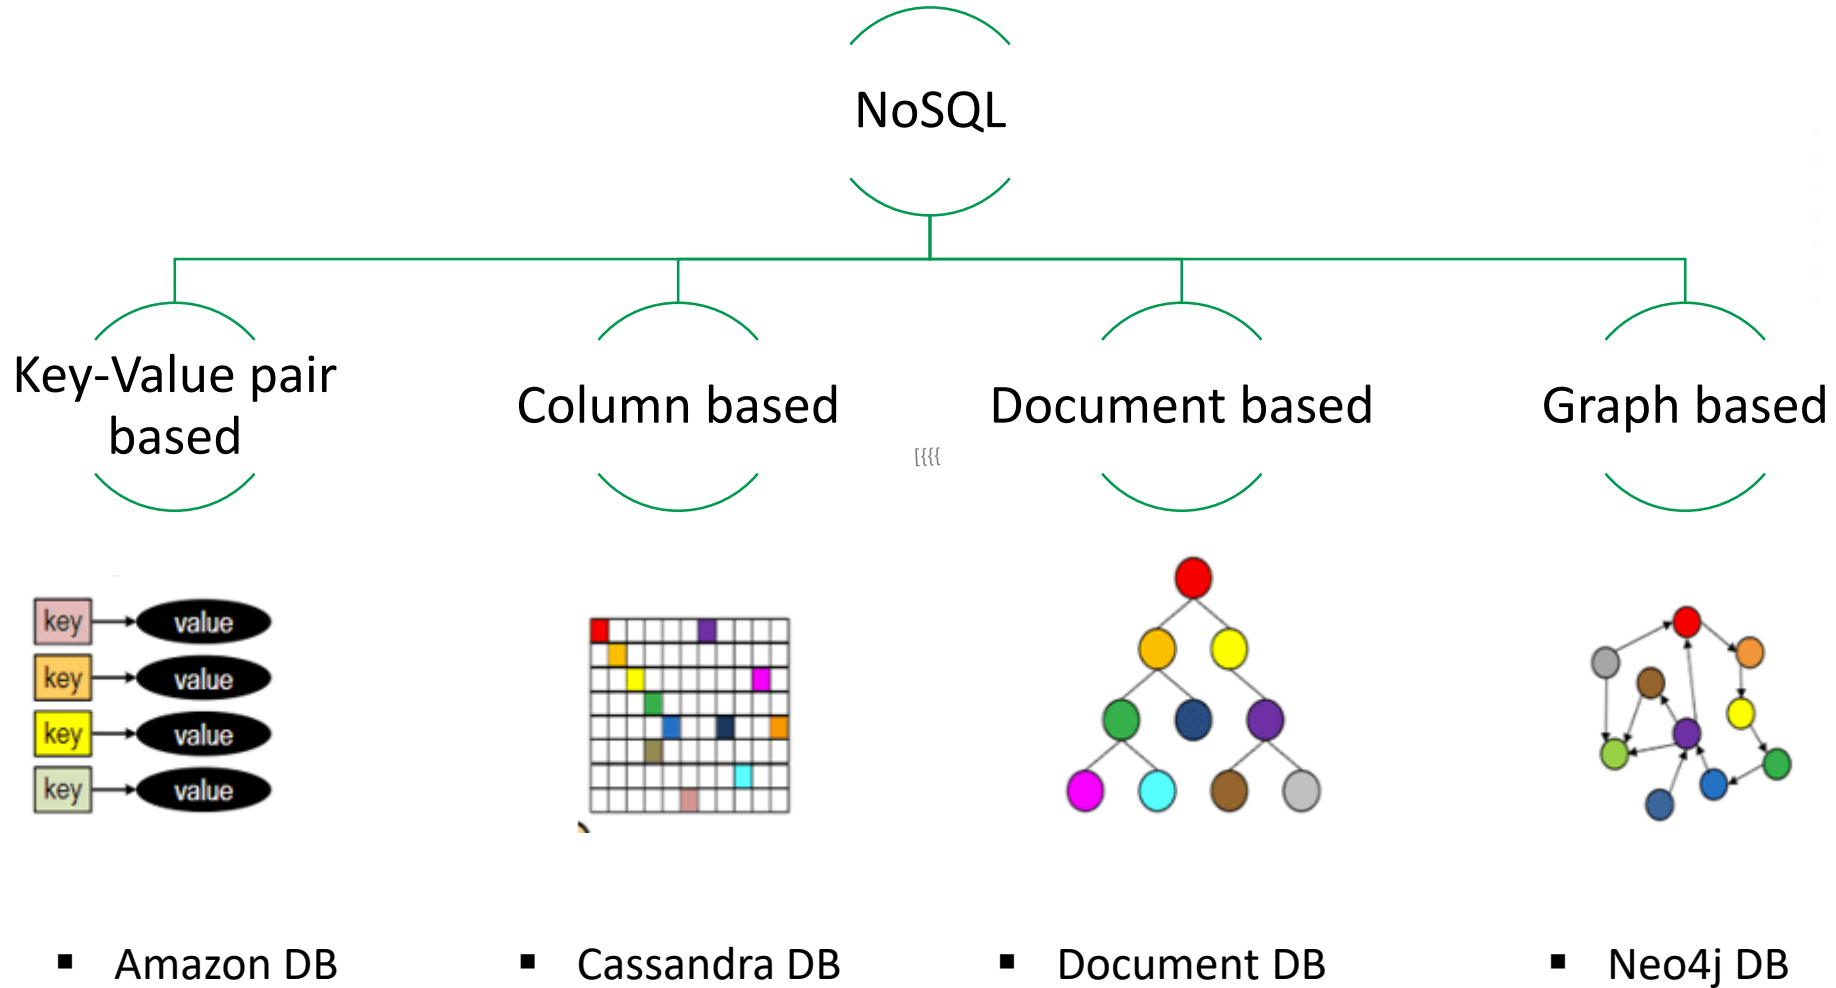 NoSQL
Key-Value pair
based
Column based
Document based
Graph based
[{{{
key value
key value
key value
key value
▪ Amazon DB
▪ Cassandra DB
▪ Document DB
▪ Neo4j DB